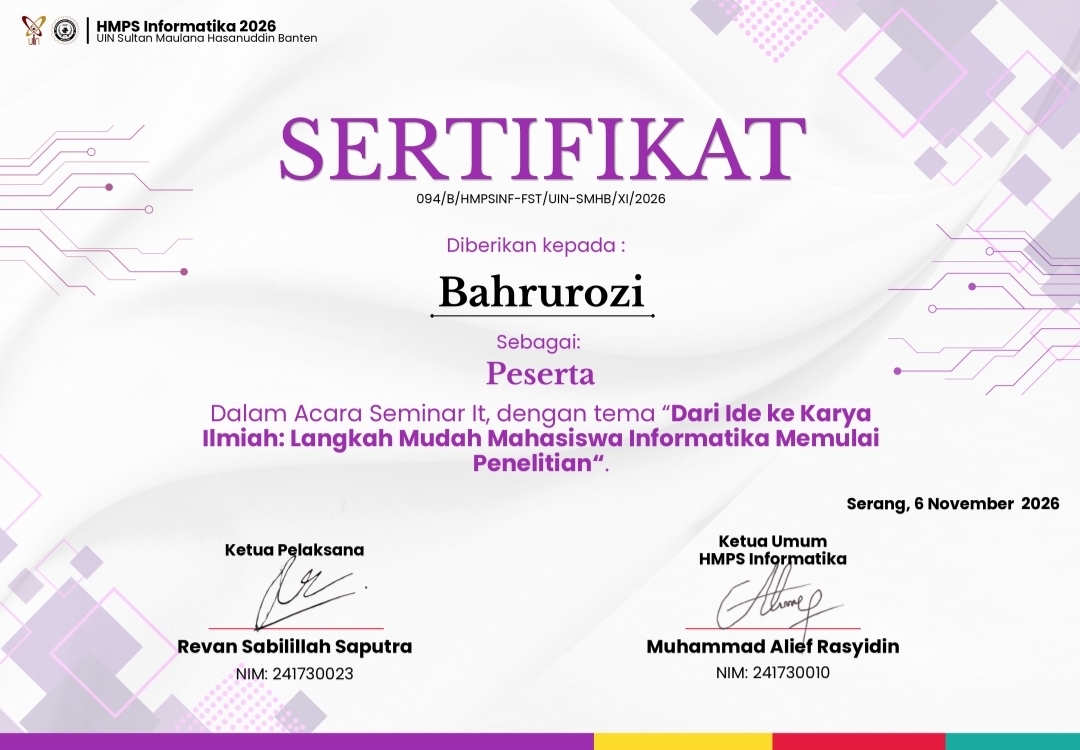 HMPS Informatika 2026
UIN Sultan Maulana Hasanuddin Banten
SERTIFIKAT
094/B/HMPSINF-FST/UIN-SMHB/XI/2026
Diberikan kepada :
Bahrurozi
Sebagai:
Peserta
Dalam Acara Seminar It, dengan tema “Dari Ide ke Karya
Ilmiah: Langkah Mudah Mahasiswa Informatika Memulai
Penelitian“.
Serang, 6 November 2026
Ketua Pelaksana
Revan Sabilillah Saputra
NIM: 241730023
Ketua Umum
HMPS Informatika
Muhammad Alief Rasyidin
NIM: 241730010